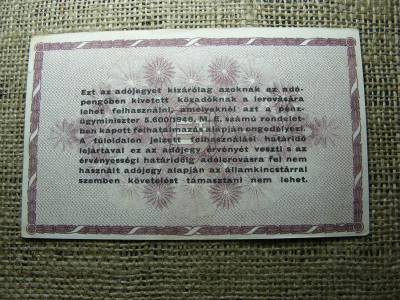 Ezt az adójegyet kizárólag azoknak az adó-
pengőben kivetett közadóknak a lerovására
lehet felhasználni, amelyeknél azt a pénz-
ügyminiszter 5.600/1946. M. E. számú rendelet-
ben kapott felhatalmazás alapján engedélyezi.
A túloldalon jelzett felhasználási határidő
lejártával ez az adójegy érvényét veszti s az
érvényességi határidőig adólerovásra fel nem
használt adójegy alapján az államkincstárral
szemben követelést támasztani nem lehet.